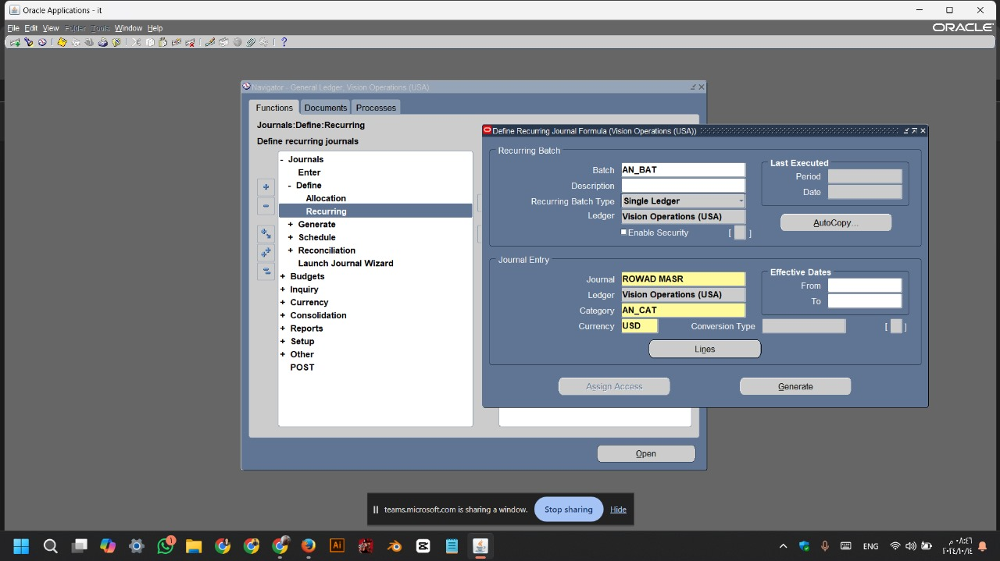 Oracle Applications - it
File Edit View Folder Tools Window Help
ORACLE
Navigator - General Ledger, Vision Operations (USA)
Functions
Documents
Processes
Journals:Define:Recurring
Define recurring journals
- Journals
Enter
- Define
Allocation
Recurring
+ Generate
+ Schedule
+ Reconciliation
Launch Journal Wizard
+ Budgets
+ Inquiry
+ Currency
+ Consolidation
+ Reports
+ Setup
+ Other
POST
Open
Define Recurring Journal Formula (Vision Operations (USA))
Recurring Batch
Batch AN_BAT
Description
Recurring Batch Type Single Ledger
Ledger Vision Operations (USA)
Enable Security [ ]
Last Executed
Period
Date
AutoCopy...
Journal Entry
Journal ROWAD MASR
Ledger Vision Operations (USA)
Category AN_CAT
Currency USD
Conversion Type [ ]
Effective Dates
From
To
Lines
Assign Access
Generate
teams.microsoft.com is sharing a window.
Stop sharing
Hide
1
Ai
ENG
٠٨:٤٦ م